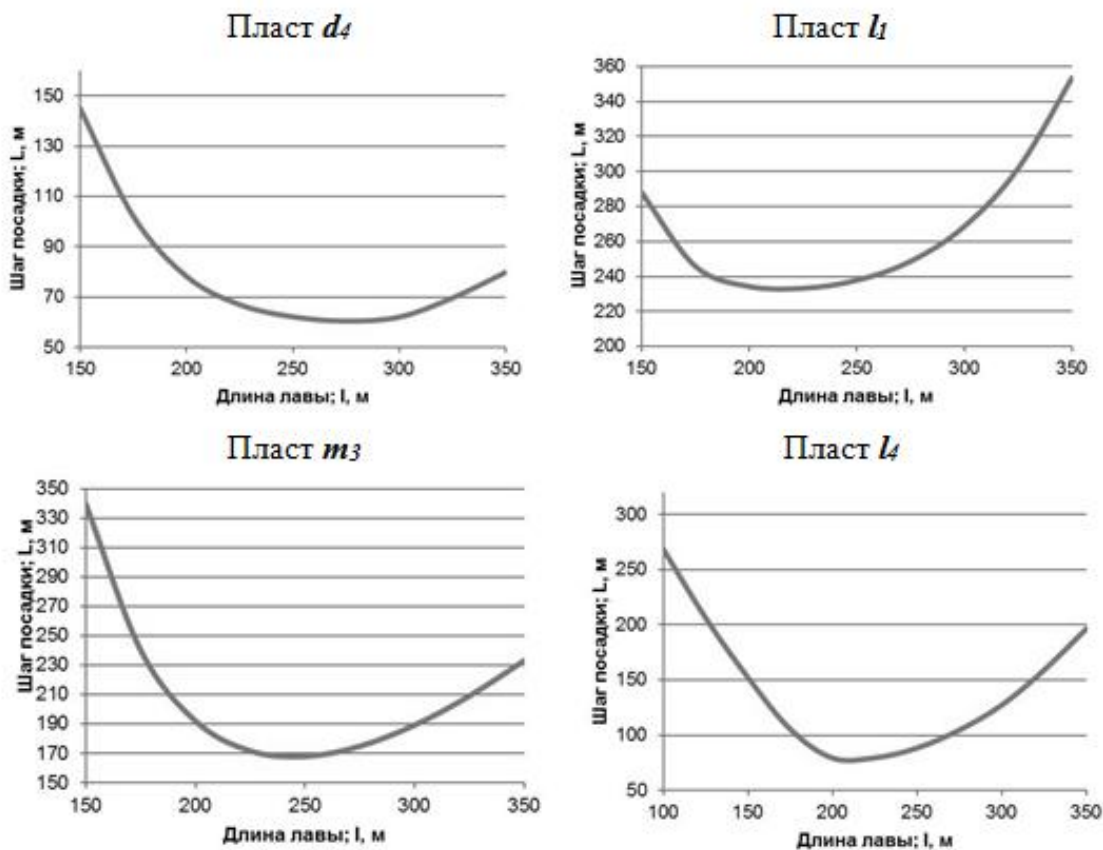 Пласт d4
Шаг посадки; L, м
150
130
110
90
70
50
150 200 250 300 350
Длина лавы; l, м
Пласт l1
Шаг посадки; L, м
360
340
320
300
280
260
240
220
200
150 200 250 300 350
Длина лавы; l, м
Пласт m3
Шаг посадки; L, м
350
330
310
290
270
250
230
210
190
170
150
150 200 250 300 350
Длина лавы; l, м
Пласт l4
Шаг посадки; L, м
300
250
200
150
100
50
100 150 200 250 300 350
Длина лавы; l, м